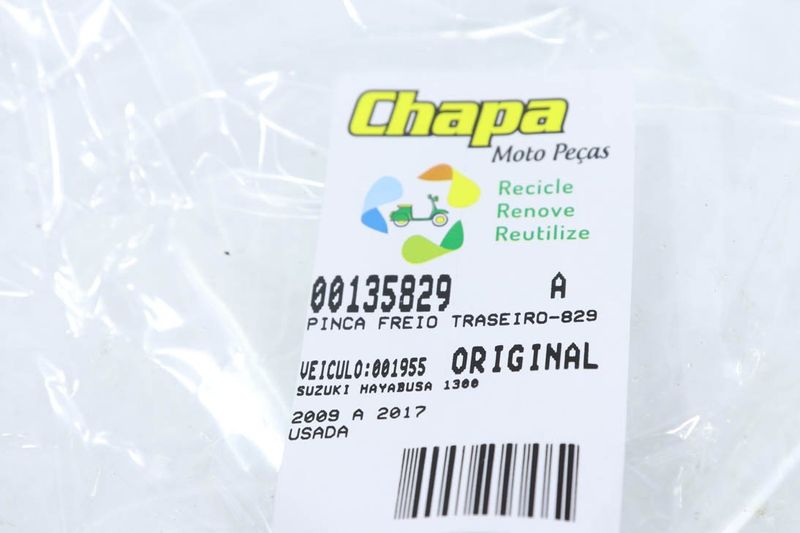 Chapa
Moto Peças
Recicle
Renove
Reutilize
00135829 A
PINCA FREIO TRASEIRO-829
VEICULO:001955 ORIGINAL
SUZUKI HAYABUSA 1300
2009 A 2017
USADA